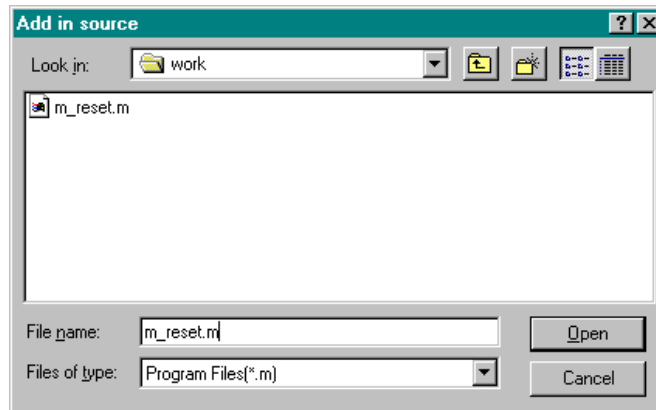 Add in source
Look in: work
m_reset.m
File name: m_reset.m
Open
Files of type: Program Files(*.m)
Cancel